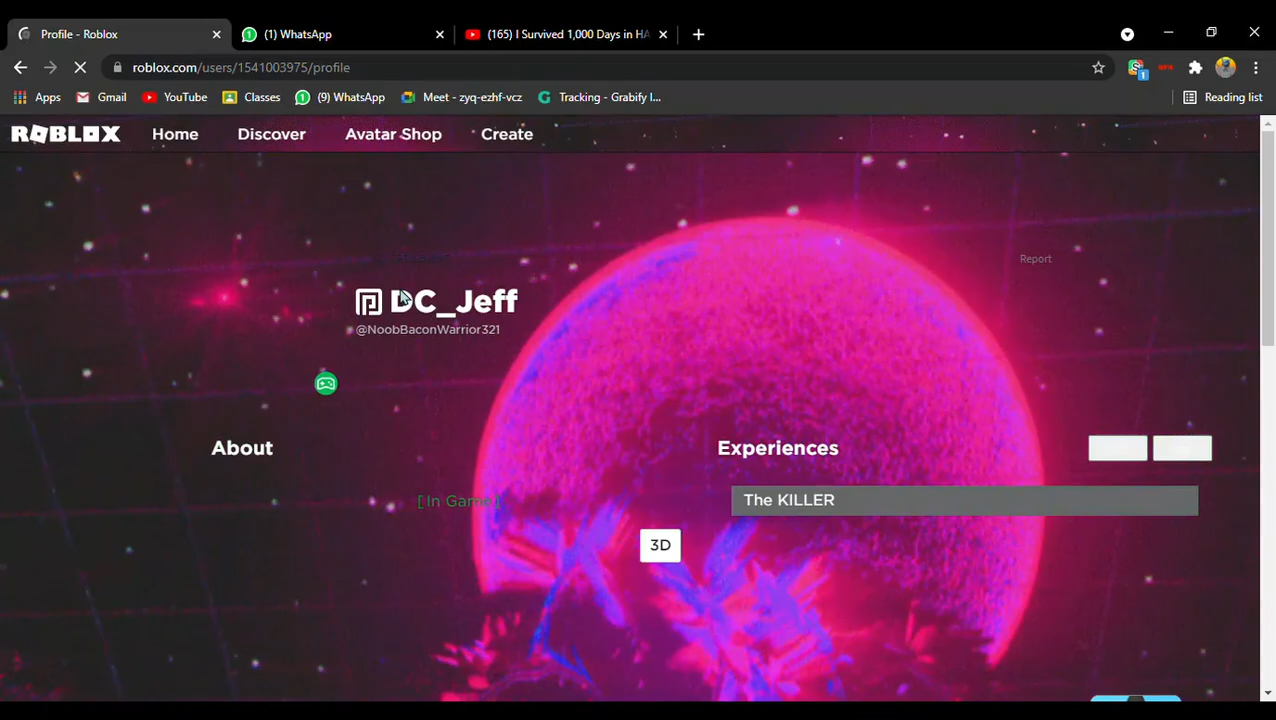 Profile - Roblox
(1) WhatsApp
(165) I Survived 1,000 Days in HA
roblox.com/users/1541003975/profile
1
Apps
Gmail
YouTube
Classes
(9) WhatsApp
Meet - zyq-ezhf-vcz
Tracking - Grabify I...
Reading list
ROBLOX
Home
Discover
Avatar Shop
Create
Report
DC_Jeff
@NoobBaconWarrior321
About
Experiences
[ In Game ]
The KILLER
3D